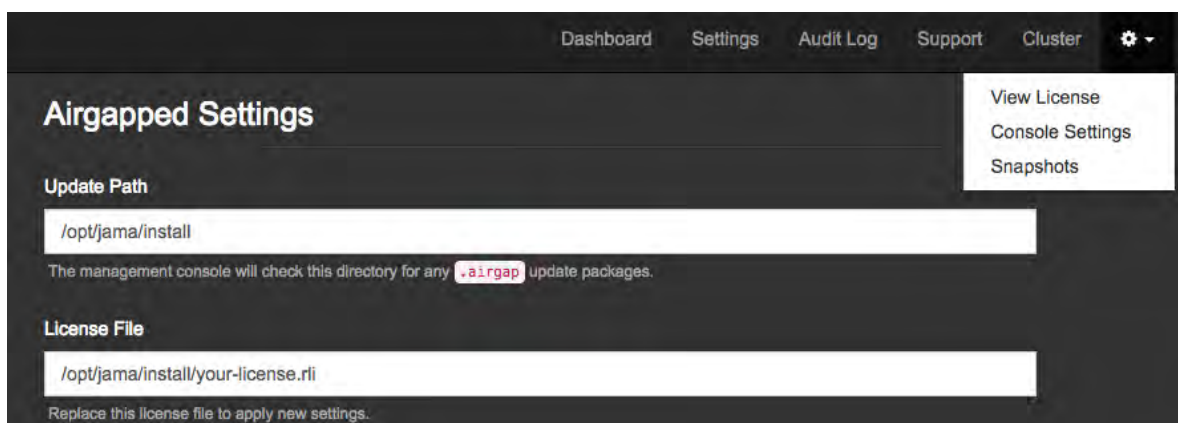 Dashboard Settings Audit Log Support Cluster
View License
Console Settings
Snapshots
Airgapped Settings
Update Path
/opt/jama/install
The management console will check this directory for any .airgap update packages.
License File
/opt/jama/install/your-license.rli
Replace this license file to apply new settings.